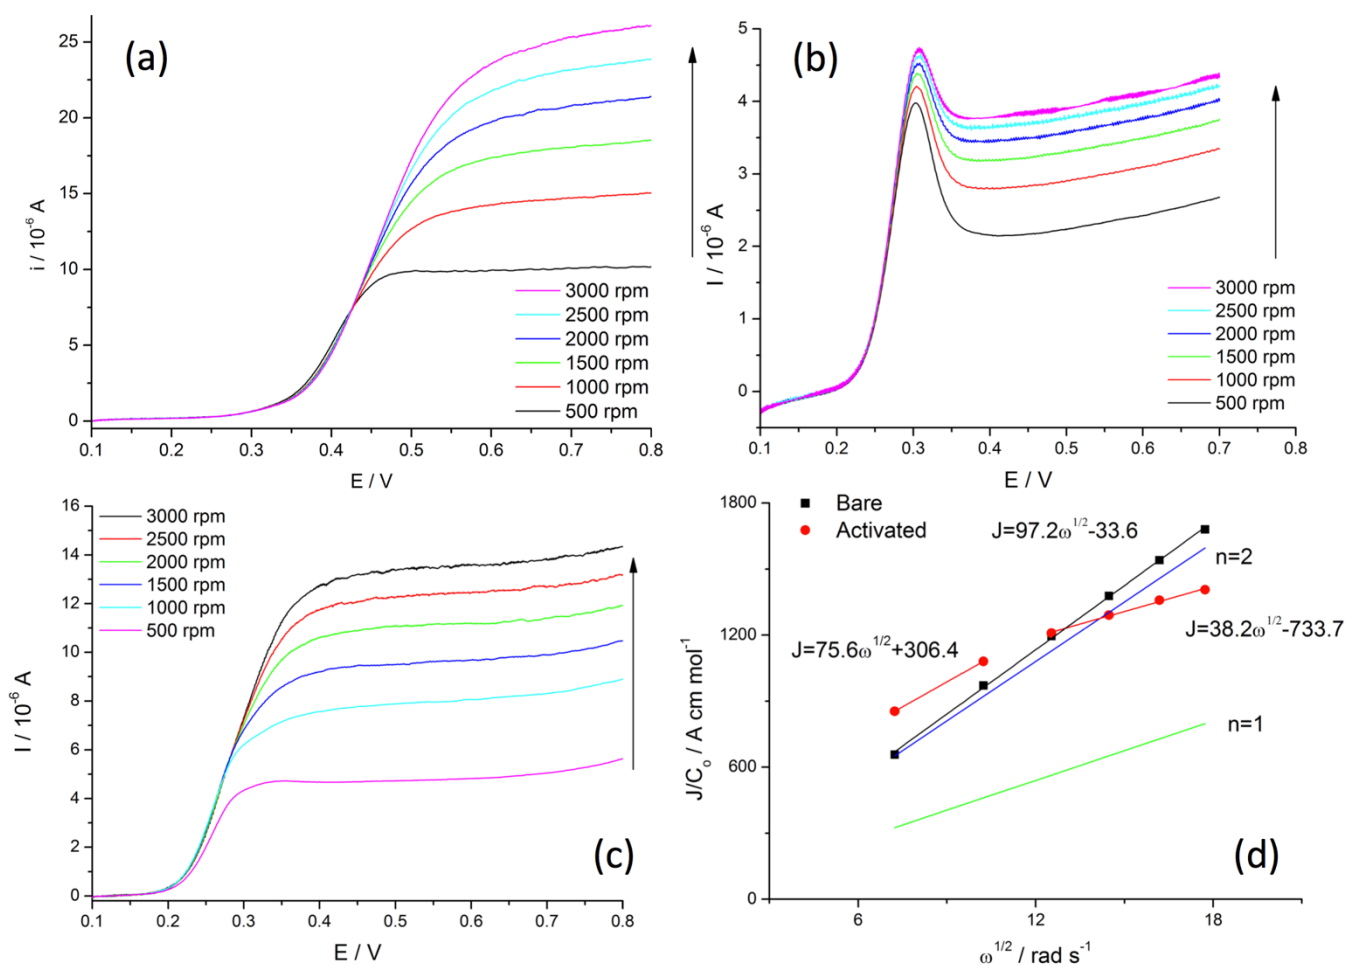 (a)
25
20
15
10
5
0
i / 10⁻⁶ A
3000 rpm
2500 rpm
2000 rpm
1500 rpm
1000 rpm
500 rpm
0.1 0.2 0.3 0.4 0.5 0.6 0.7 0.8
E / V
(b)
5
4
3
2
1
0
I / 10⁻⁶ A
3000 rpm
2500 rpm
2000 rpm
1500 rpm
1000 rpm
500 rpm
0.1 0.2 0.3 0.4 0.5 0.6 0.7 0.8
E / V
16
14
12
10
8
6
4
2
0
I / 10⁻⁶ A
3000 rpm
2500 rpm
2000 rpm
1500 rpm
1000 rpm
500 rpm
(c)
0.1 0.2 0.3 0.4 0.5 0.6 0.7 0.8
E / V
1800
1200
600
0
J/Cₒ / A cm mol⁻¹
Bare
Activated
J=97.2ω^1/2-33.6
n=2
J=75.6ω^1/2+306.4
J=38.2ω^1/2-733.7
n=1
(d)
6 12 18
ω^1/2 / rad s⁻¹